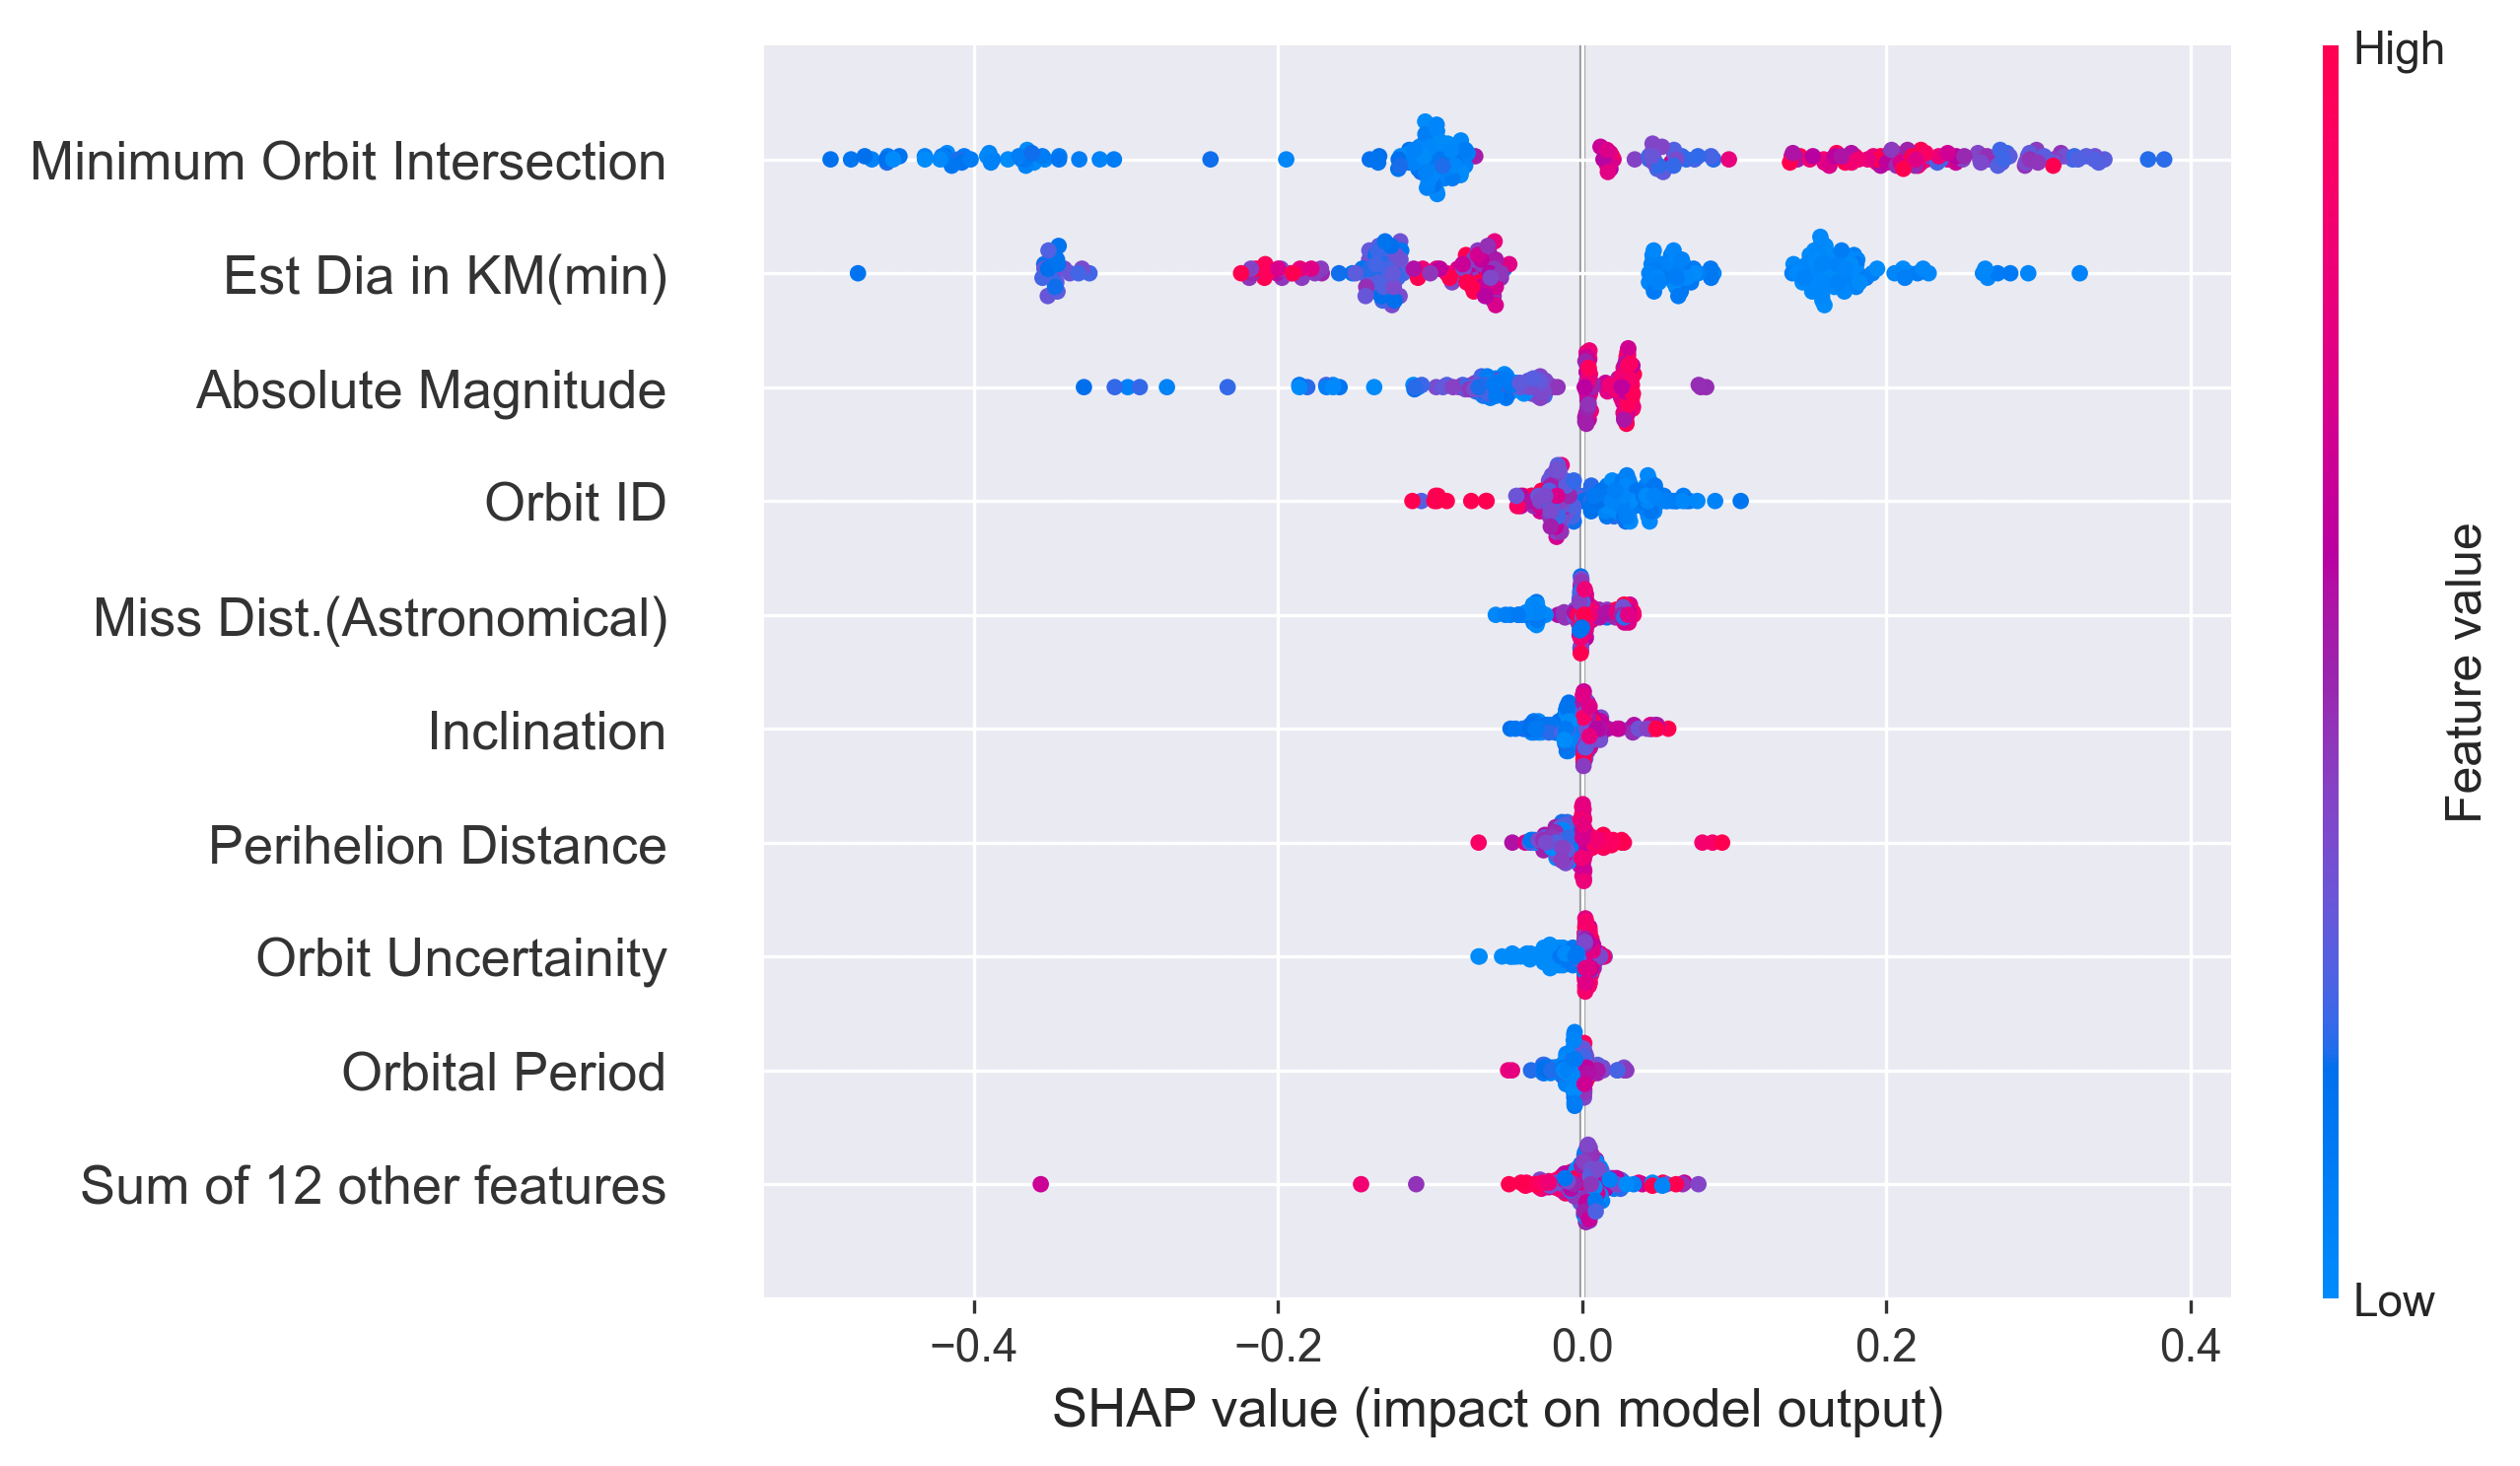 High
Minimum Orbit Intersection
Est Dia in KM(min)
Absolute Magnitude
Orbit ID
Miss Dist.(Astronomical)
Inclination
Perihelion Distance
Orbit Uncertainity
Orbital Period
Sum of 12 other features
Feature value
Low
−0.4 −0.2 0.0 0.2 0.4
SHAP value (impact on model output)